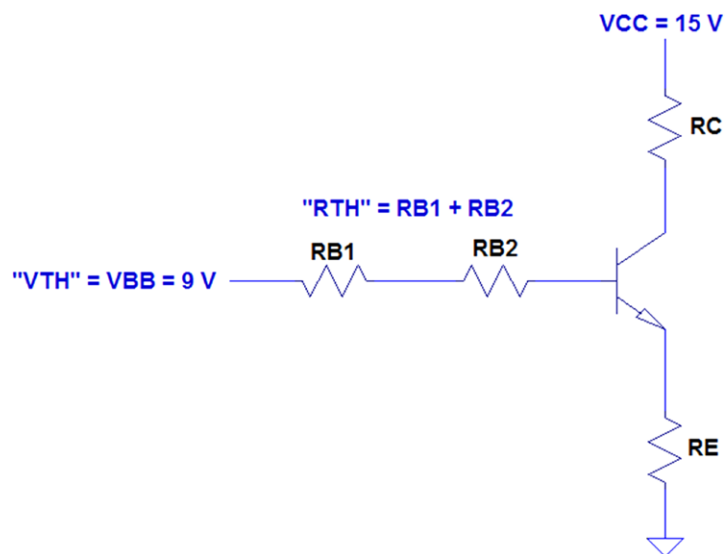 VCC = 15 V
RC
"RTH" = RB1 + RB2
RB1
RB2
"VTH" = VBB = 9 V
RE